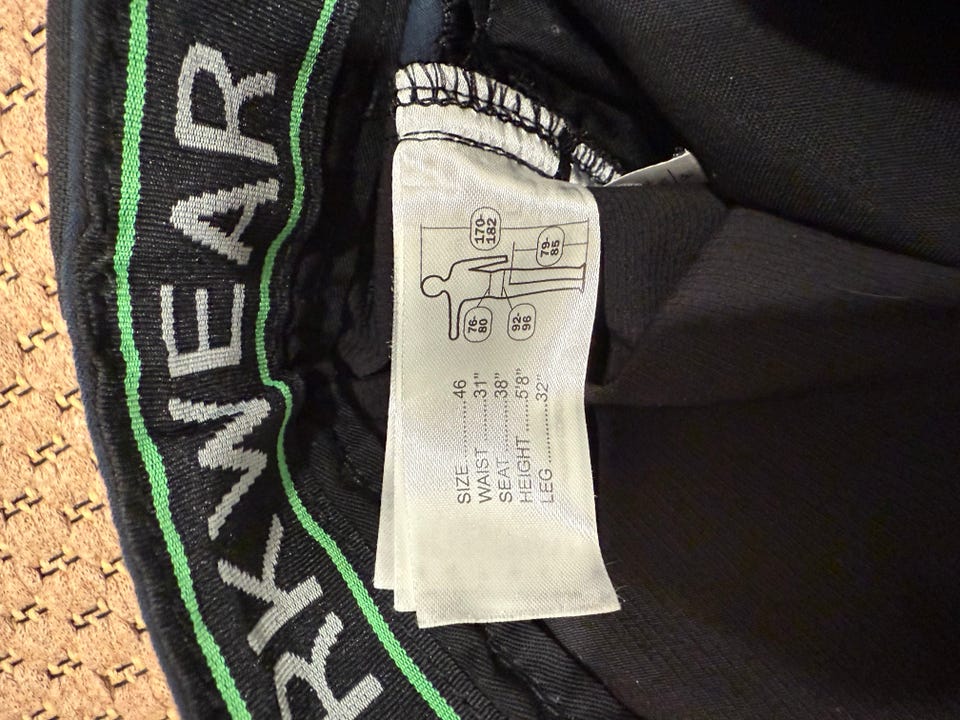 RKWEAR
170-
182
79-
85
76-
80
92-
96
SIZE..........46
WAIST........31"
SEAT..........38"
HEIGHT.....5'8"
LEG............32"